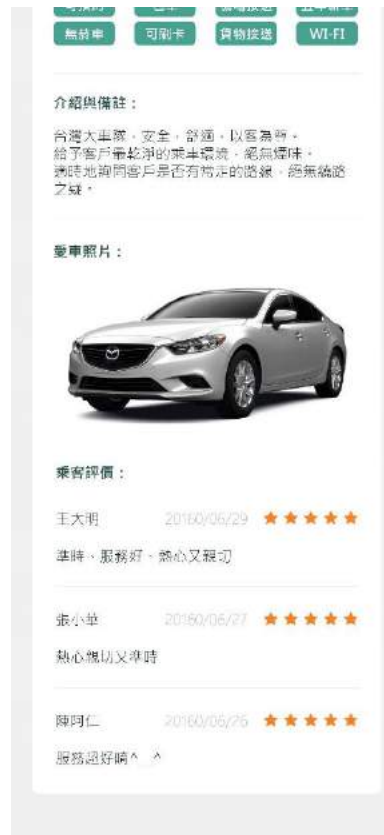 無菸車 可刷卡 貨物接送 WI-FI
介紹與備註：
台灣大車隊，安全，舒適，以客為尊。
給予客戶最乾淨的乘車環境，絕無煙味。
適時地詢問客戶是否有常走的路線，絕無繞路
之疑。
愛車照片：
乘客評價：
王大明 20160/06/29
準時、服務好、熱心又親切
張小華 20160/06/27
熱心親切又準時
陳阿仁 20160/06/26
服務超好唷^ ^